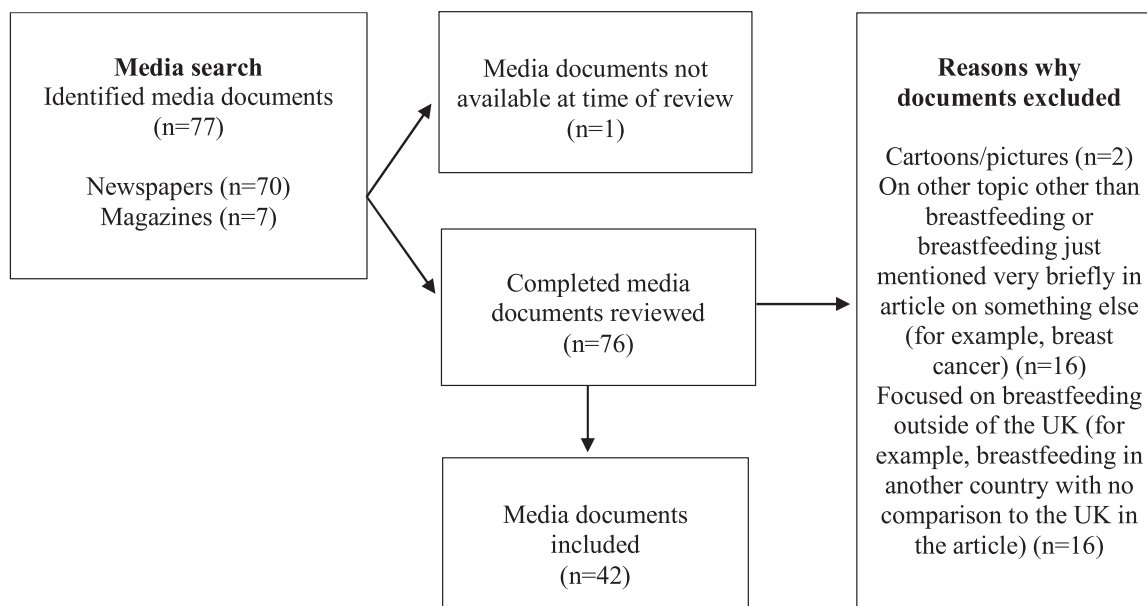 Media search
Identified media documents
(n=77)
Newspapers (n=70)
Magazines (n=7)
Media documents not
available at time of review
(n=1)
Completed media
documents reviewed
(n=76)
Media documents
included
(n=42)
Reasons why
documents excluded
Cartoons/pictures (n=2)
On other topic other than
breastfeeding or
breastfeeding just
mentioned very briefly in
article on something else
(for example, breast
cancer) (n=16)
Focused on breastfeeding
outside of the UK (for
example, breastfeeding in
another country with no
comparison to the UK in
the article) (n=16)